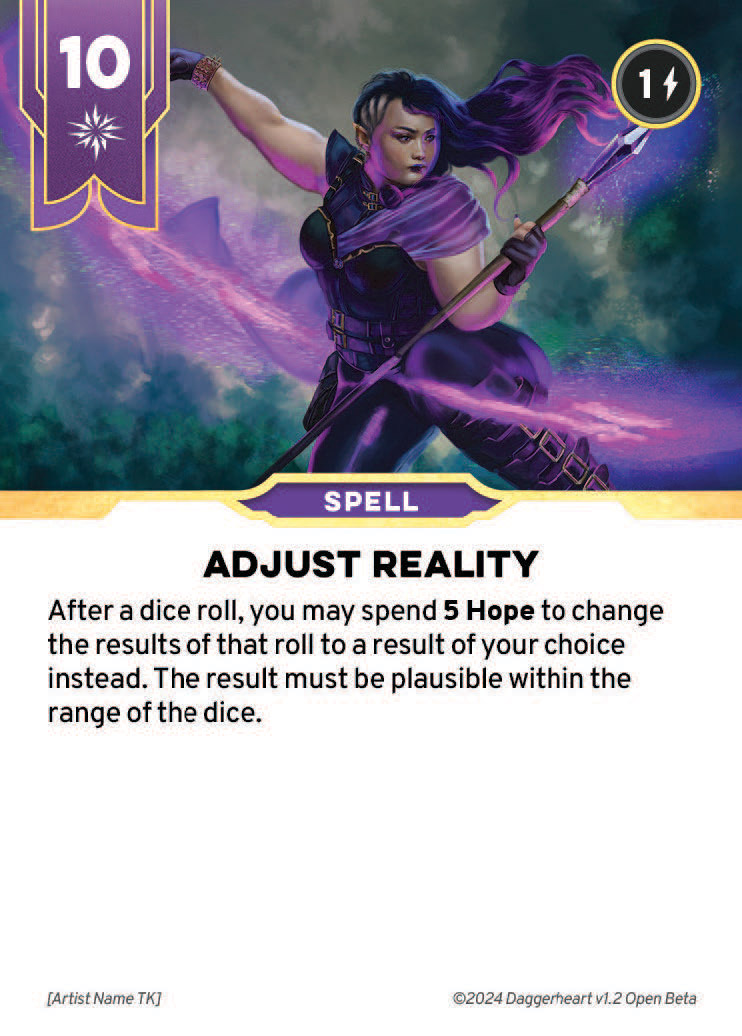 10
1
SPELL
ADJUST REALITY
After a dice roll, you may spend 5 Hope to change
the results of that roll to a result of your choice
instead. The result must be plausible within the
range of the dice.
[Artist Name TK]
©2024 Daggerheart v1.2 Open Beta